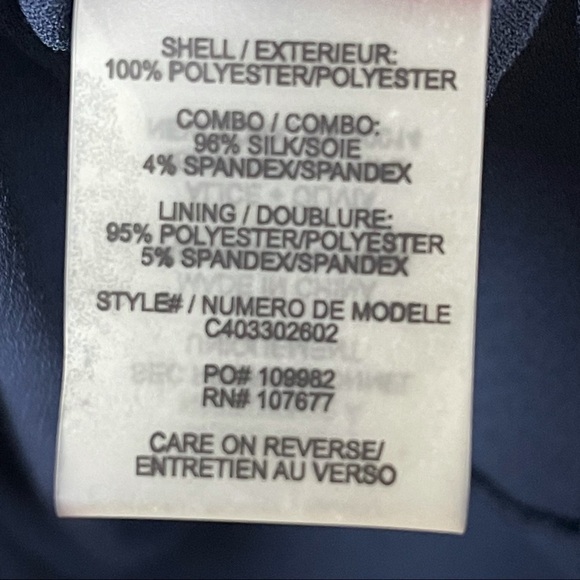 SHELL / EXTERIEUR:
100% POLYESTER/POLYESTER
COMBO / COMBO:
96% SILK/SOIE
4% SPANDEX/SPANDEX
LINING / DOUBLURE:
95% POLYESTER/POLYESTER
5% SPANDEX/SPANDEX
STYLE# / NUMERO DE MODELE
C403302602
PO# 109982
RN# 107677
CARE ON REVERSE/
ENTRETIEN AU VERSO